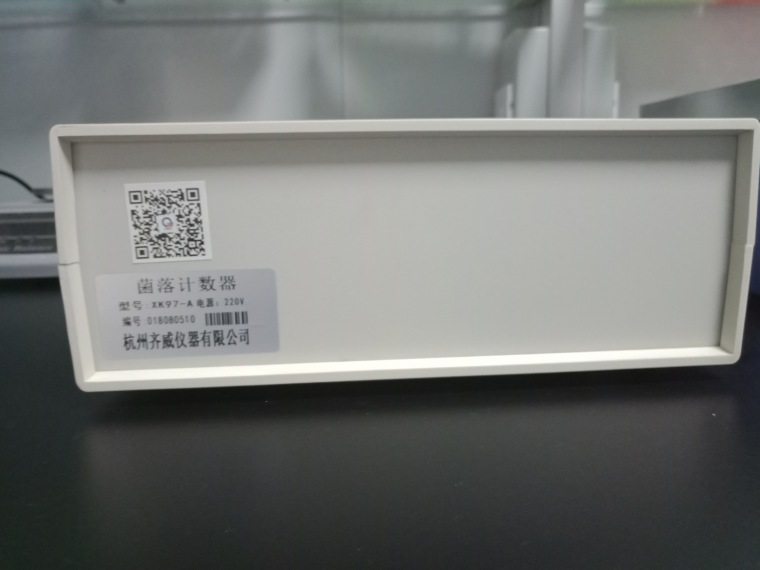 菌落计数器
型号:XK97-A 电源:220V
编号:018080510
杭州齐威仪器有限公司